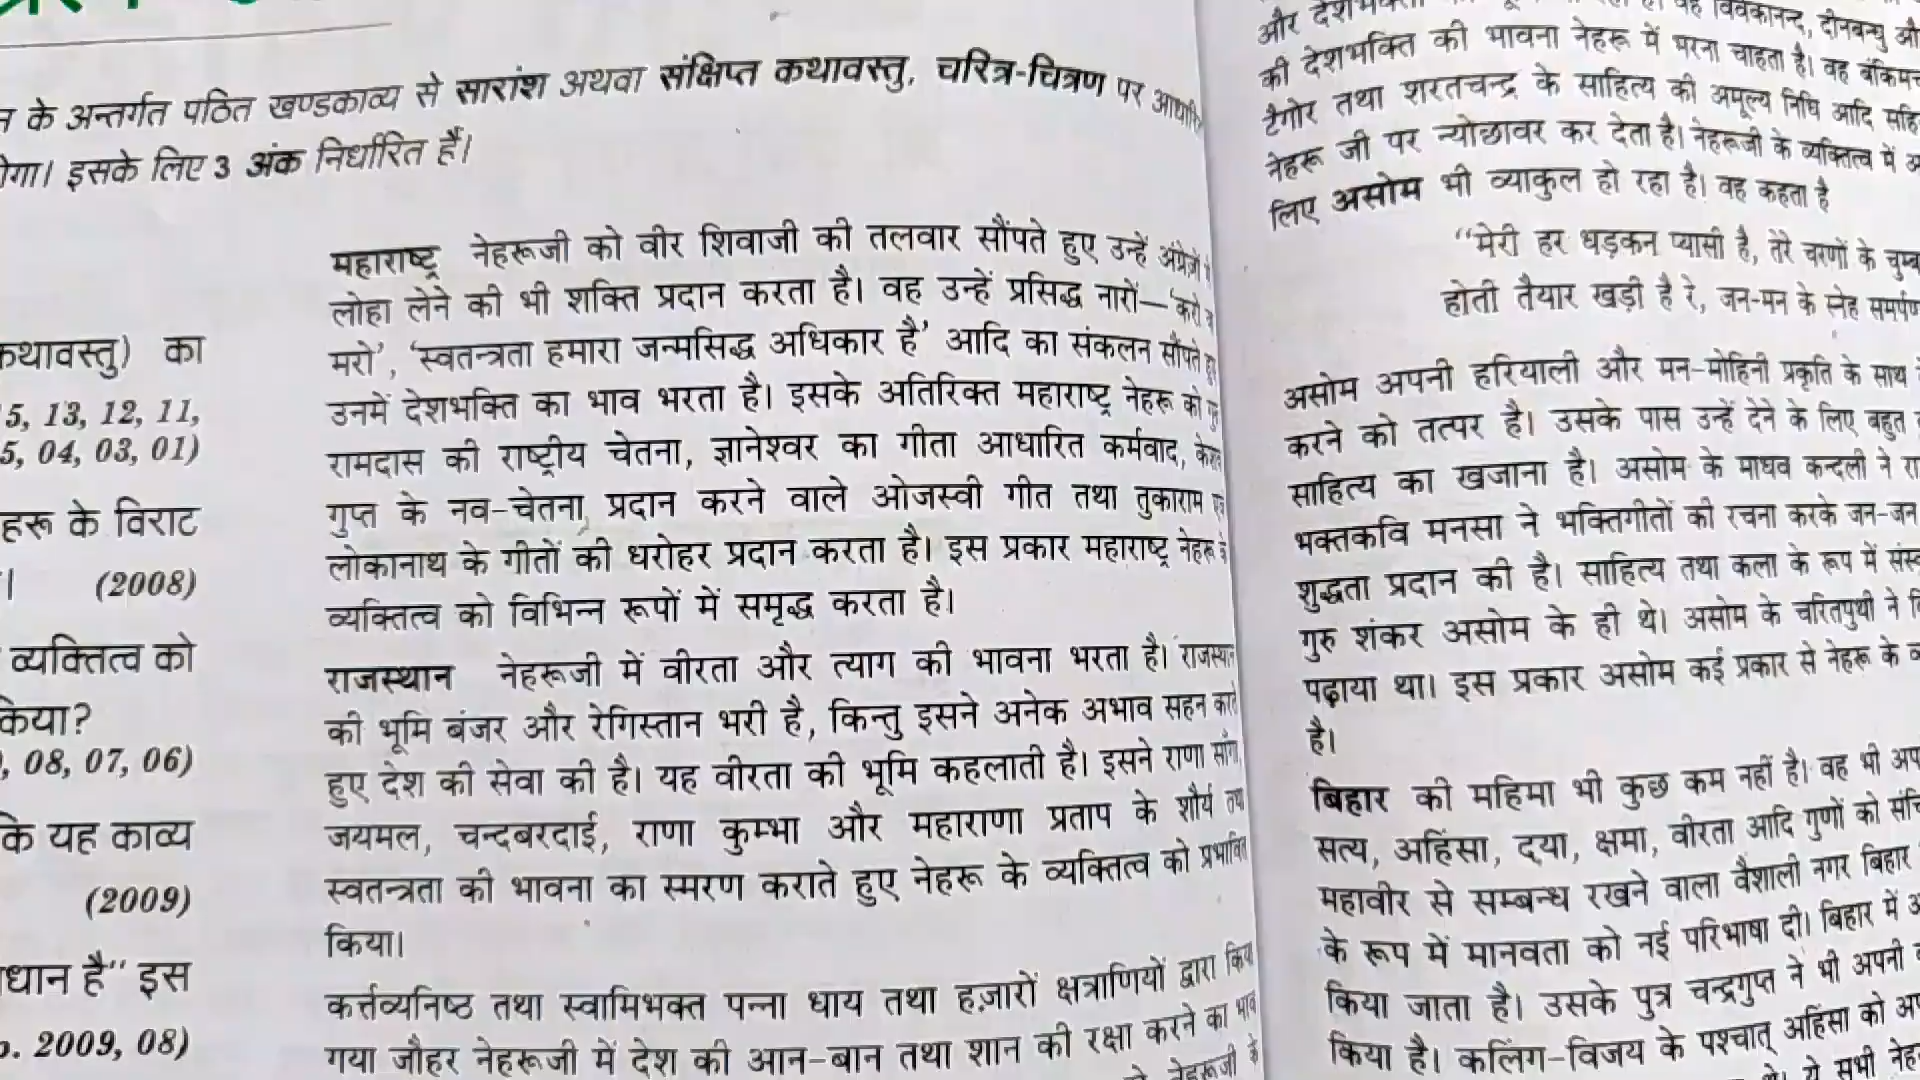 के अन्तर्गत पठित खण्डकाव्य से सारांश अथवा संक्षिप्त कथावस्तु, चरित्र-चित्रण पर
इसके लिए 3 अंक निर्धारित हैं।
कथावस्तु) का
5, 13, 12, 11,
5, 04, 03, 01)
के विराट
(2008)
व्यक्तित्व को
किया?
, 08, 07, 06)
कि यह काव्य
(2009)
इस
2009, 08)
महाराष्ट्र नेहरूजी को वीर शिवाजी की तलवार सौंपते हुए उन्हें अंग्रेजों
लोहा लेने की भी शक्ति प्रदान करता है। वह उन्हें प्रसिद्ध नारों—'करो
मरो', 'स्वतन्त्रता हमारा जन्मसिद्ध अधिकार है' आदि का संकलन सौंपते
उनमें देशभक्ति का भाव भरता है। इसके अतिरिक्त महाराष्ट्र नेहरू को
रामदास की राष्ट्रीय चेतना, ज्ञानेश्वर का गीता आधारित कर्मवाद,
गुप्त के नव-चेतना प्रदान करने वाले ओजस्वी गीत तथा तुकाराम
लोकानाथ के गीतों की धरोहर प्रदान करता है। इस प्रकार महाराष्ट्र नेहरू
व्यक्तित्व को विभिन्न रूपों में समृद्ध करता है।
राजस्थान नेहरूजी में वीरता और त्याग की भावना भरता है। राजस्थान
की भूमि बंजर और रेगिस्तान भरी है, किन्तु इसने अनेक अभाव सहन करते
हुए देश की सेवा की है। यह वीरता की भूमि कहलाती है। इसने राणा सांगा,
जयमल, चन्दबरदाई, राणा कुम्भा और महाराणा प्रताप के शौर्य तथा
स्वतन्त्रता की भावना का स्मरण कराते हुए नेहरू के व्यक्तित्व को प्रभावित
किया।
कर्त्तव्यनिष्ठ तथा स्वामिभक्त पन्ना धाय तथा हज़ारों क्षत्राणियों द्वारा
गया जौहर नेहरूजी में देश की आन-बान तथा शान की रक्षा करने का भाव
नेहरूजी के
और वह विवेकानन्द, दीनबन्धु
की देशभक्ति की भावना नेहरू में भरना चाहता है। वह
टैगोर तथा शरतचन्द्र के साहित्य की अमूल्य निधि आदि
नेहरू जी पर न्योछावर कर देता है। नेहरूजी के व्यक्तित्व में
लिए असोम भी व्याकुल हो रहा है। वह कहता है
"मेरी हर धड़कन प्यासी है, तेरे चरणों के
होती तैयार खड़ी है रे, जन-मन के स्नेह
असोम अपनी हरियाली और मन-मोहिनी प्रकृति के साथ
करने को तत्पर है। उसके पास उन्हें देने के लिए बहुत
साहित्य का खजाना है। असोम के माधव कन्दली ने
भक्तकवि मनसा ने भक्तिगीतों की रचना करके जन-जन
शुद्धता प्रदान की है। साहित्य तथा कला के रूप में
गुरु शंकर असोम के ही थे। असोम के चरितपुथी ने
पढ़ाया था। इस प्रकार असोम कई प्रकार से नेहरू के
है।
बिहार की महिमा भी कुछ कम नहीं है। वह भी
सत्य, अहिंसा, दया, क्षमा, वीरता आदि गुणों को
महावीर से सम्बन्ध रखने वाला वैशाली नगर बिहार
के रूप में मानवता को नई परिभाषा दी। बिहार में
किया जाता है। उसके पुत्र चन्द्रगुप्त ने भी अपनी
किया है। कलिंग-विजय के पश्चात् अहिंसा को
ये सभी